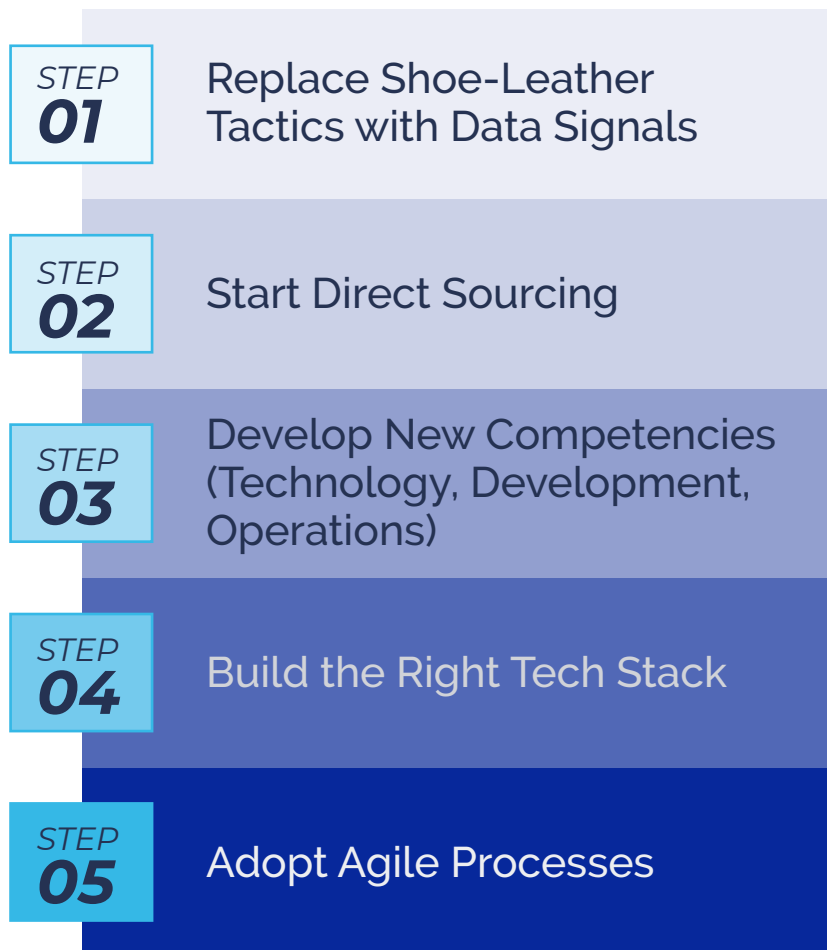 STEP
01
Replace Shoe-Leather
Tactics with Data Signals
STEP
02
Start Direct Sourcing
STEP
03
Develop New Competencies
(Technology, Development,
Operations)
STEP
04
Build the Right Tech Stack
STEP
05
Adopt Agile Processes